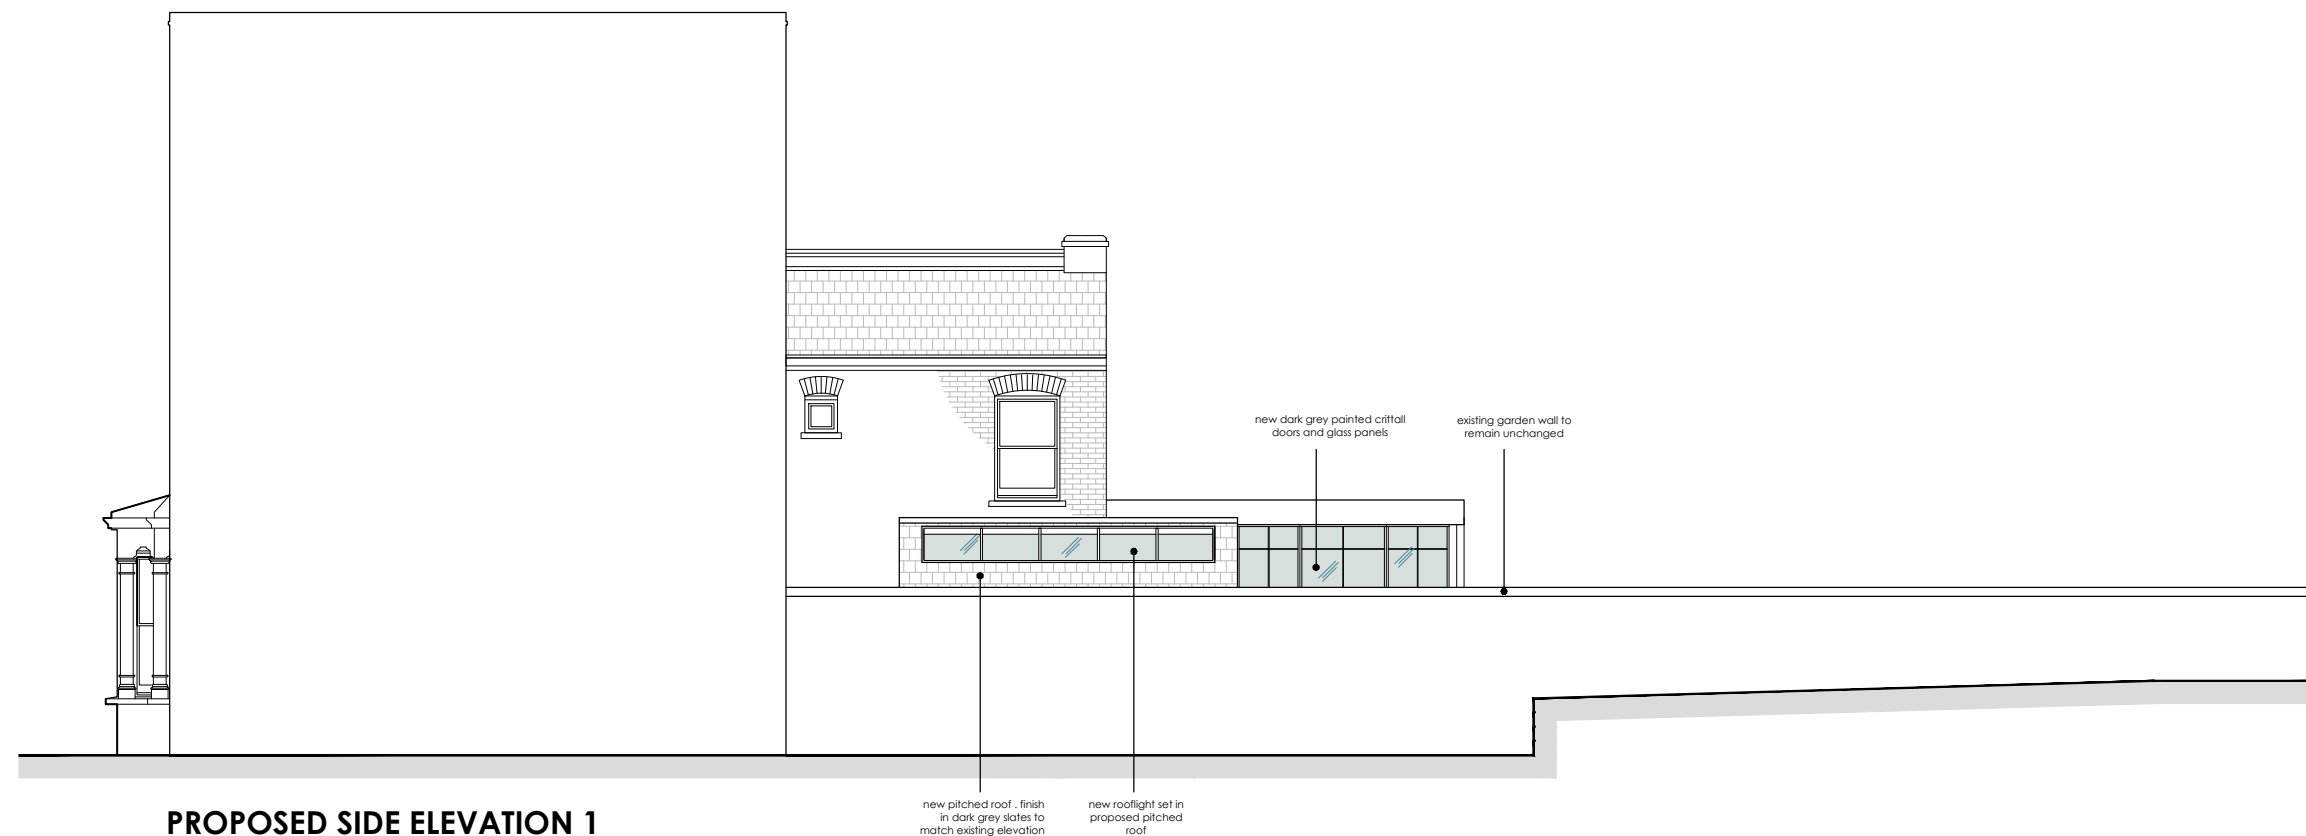 new dark grey painted crittall
doors and glass panels
existing garden wall to
remain unchanged
new pitched roof . finish
in dark grey slates to
match existing elevation
new rooflight set in
proposed pitched
roof
PROPOSED SIDE ELEVATION 1